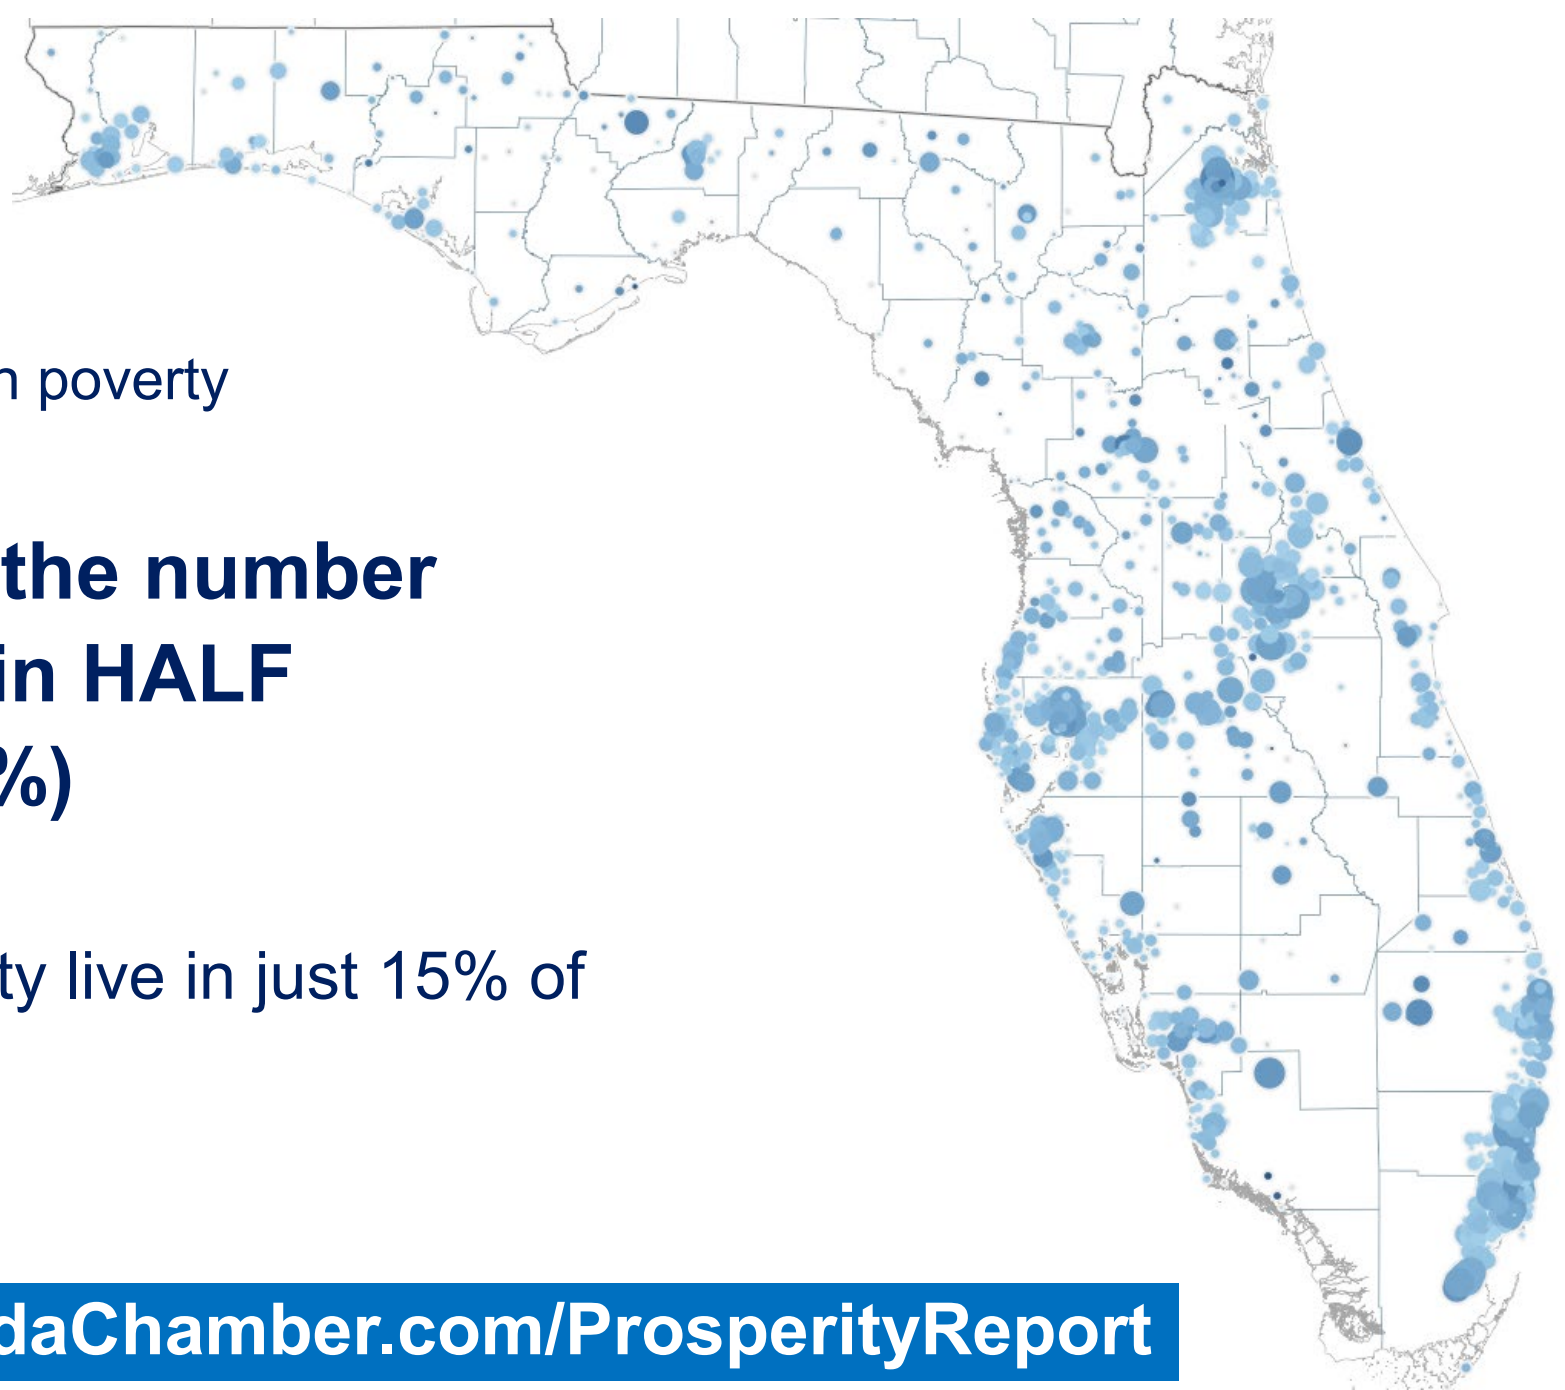 n poverty
the number
in HALF
%)
ty live in just 15% of
daChamber.com/ProsperityReport